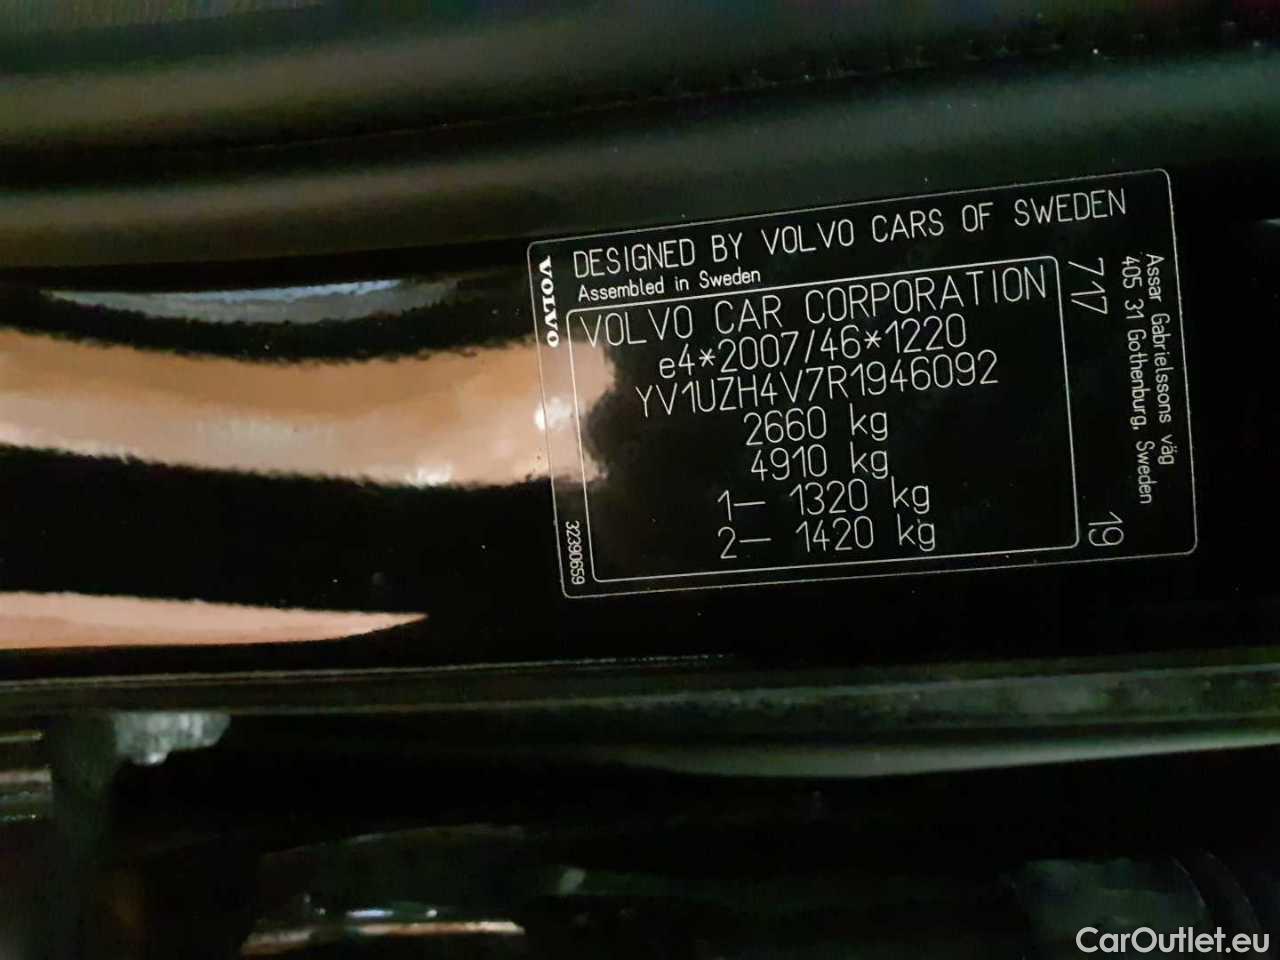 VOLVO
DESIGNED BY VOLVO CARS OF SWEDEN
Assembled in Sweden
VOLVO CAR CORPORATION
e4*2007/46*1220
YV1UZH4V7R1946092
2660 kg
4910 kg
1– 1320 kg
2– 1420 kg
32390659
717
19
Assar Gabrielssons väg
405 31 Gothenburg, Sweden
CarOutlet.eu